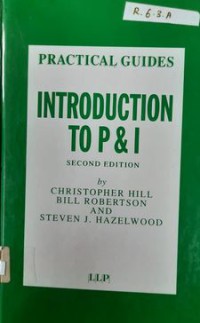 R.6.3.A
PRACTICAL GUIDES
INTRODUCTION
TO P & I
SECOND EDITION
by
CHRISTOPHER HILL
BILL ROBERTSON
AND
STEVEN J. HAZELWOOD
LLP